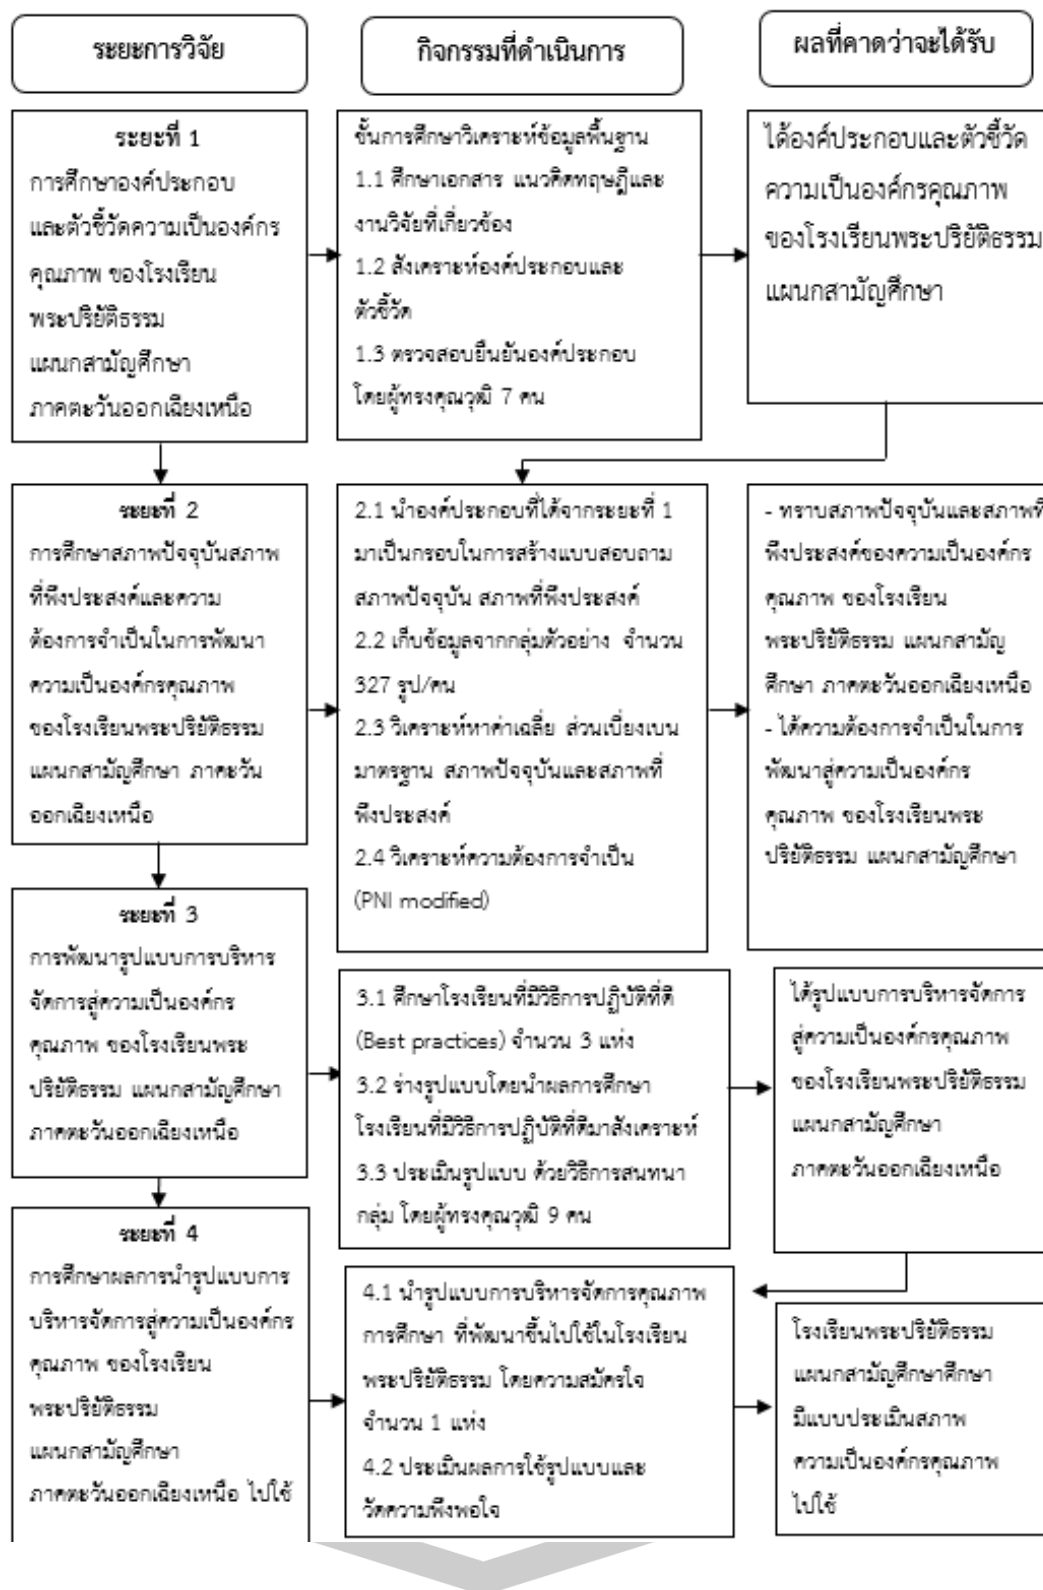 ระยะการวิจัย
กิจกรรมที่ดำเนินการ
ผลที่คาดว่าจะได้รับ
ระยะที่ 1
การศึกษาองค์ประกอบ
และตัวชี้วัดความเป็นองค์กร
คุณภาพ ของโรงเรียน
พระปริยัติธรรม
แผนกสามัญศึกษา
ภาคตะวันออกเฉียงเหนือ
ขั้นการศึกษาวิเคราะห์ข้อมูลพื้นฐาน
1.1 ศึกษาเอกสาร แนวคิดทฤษฎีและ
งานวิจัยที่เกี่ยวข้อง
1.2 สังเคราะห์องค์ประกอบและ
ตัวชี้วัด
1.3 ตรวจสอบยืนยันองค์ประกอบ
โดยผู้ทรงคุณวุฒิ 7 คน
ได้องค์ประกอบและตัวชี้วัด
ความเป็นองค์กรคุณภาพ
ของโรงเรียนพระปริยัติธรรม
แผนกสามัญศึกษา
ระยะที่ 2
การศึกษาสภาพปัจจุบันสภาพ
ที่พึงประสงค์และความ
ต้องการจำเป็นในการพัฒนา
ความเป็นองค์กรคุณภาพ
ของโรงเรียนพระปริยัติธรรม
แผนกสามัญศึกษา ภาคะวัน
ออกเฉียงเหนือ
2.1 นำองค์ประกอบที่ได้จากระยะที่ 1
มาเป็นกรอบในการสร้างแบบสอบถาม
สภาพปัจจุบัน สภาพที่พึงประสงค์
2.2 เก็บข้อมูลจากกลุ่มตัวอย่าง จำนวน
327 รูป/คน
2.3 วิเคราะห์หาค่าเฉลี่ย ส่วนเบี่ยงเบน
มาตรฐาน สภาพปัจจุบันและสภาพที่
พึงประสงค์
2.4 วิเคราะห์ความต้องการจำเป็น
(PNI modified)
- ทราบสภาพปัจจุบันและสภาพที่
พึงประสงค์ของความเป็นองค์กร
คุณภาพ ของโรงเรียน
พระปริยัติธรรม แผนกสามัญ
ศึกษา ภาคตะวันออกเฉียงเหนือ
- ได้ความต้องการจำเป็นในการ
พัฒนาสู่ความเป็นองค์กร
คุณภาพ ของโรงเรียนพระ
ปริยัติธรรม แผนกสามัญศึกษา
ระยะที่ 3
การพัฒนารูปแบบการบริหาร
จัดการสู่ความเป็นองค์กร
คุณภาพ ของโรงเรียนพระ
ปริยัติธรรม แผนกสามัญศึกษา
ภาคตะวันออกเฉียงเหนือ
3.1 ศึกษาโรงเรียนที่มีวิธีการปฏิบัติที่ดี
(Best practices) จำนวน 3 แห่ง
3.2 ร่างรูปแบบโดยนำผลการศึกษา
โรงเรียนที่มีวิธีการปฏิบัติที่ดีมาสังเคราะห์
3.3 ประเมินรูปแบบ ด้วยวิธีการสนทนา
กลุ่ม โดยผู้ทรงคุณวุฒิ 9 คน
ได้รูปแบบการบริหารจัดการ
สู่ความเป็นองค์กรคุณภาพ
ของโรงเรียนพระปริยัติธรรม
แผนกสามัญศึกษา
ภาคตะวันออกเฉียงเหนือ
ระยะที่ 4
การศึกษาผลการนำรูปแบบการ
บริหารจัดการสู่ความเป็นองค์กร
คุณภาพ ของโรงเรียน
พระปริยัติธรรม
แผนกสามัญศึกษา
ภาคตะวันออกเฉียงเหนือ ไปใช้
4.1 นำรูปแบบการบริหารจัดการคุณภาพ
การศึกษา ที่พัฒนาขึ้นไปใช้ในโรงเรียน
พระปริยัติธรรม โดยความสมัครใจ
จำนวน 1 แห่ง
4.2 ประเมินผลการใช้รูปแบบและ
วัดความพึงพอใจ
โรงเรียนพระปริยัติธรรม
แผนกสามัญศึกษาศึกษา
มีแบบประเมินสภาพ
ความเป็นองค์กรคุณภาพ
ไปใช้